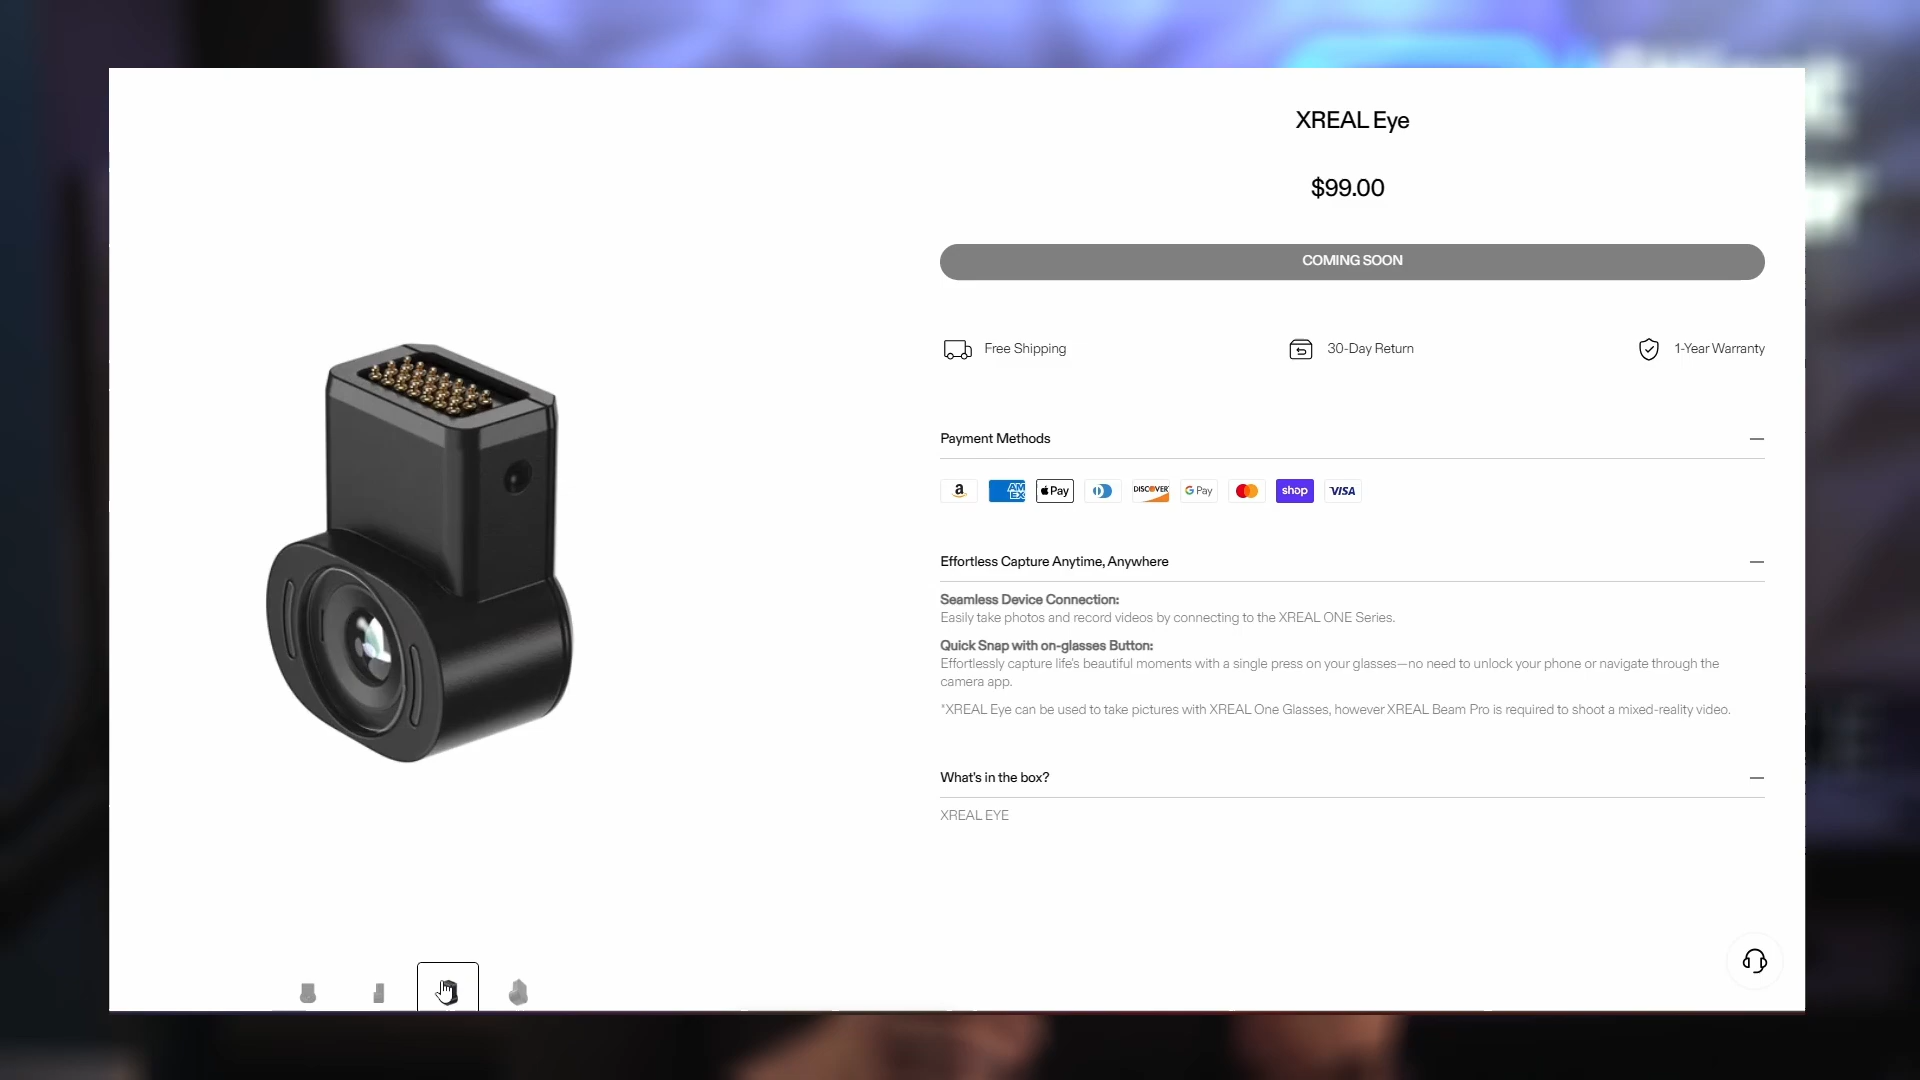 XREAL Eye
$99.00
COMING SOON
Free Shipping
30-Day Return
1-Year Warranty
Payment Methods
a
AM
EX
Pay
DISCOVER
G Pay
shop
VISA
Effortless Capture Anytime, Anywhere
Seamless Device Connection:
Easily take photos and record videos by connecting to the XREAL ONE Series.
Quick Snap with on-glasses Button:
Effortlessly capture life's beautiful moments with a single press on your glasses—no need to unlock your phone or navigate through the
camera app.
*XREAL Eye can be used to take pictures with XREAL One Glasses, however XREAL Beam Pro is required to shoot a mixed-reality video.
What's in the box?
XREAL EYE